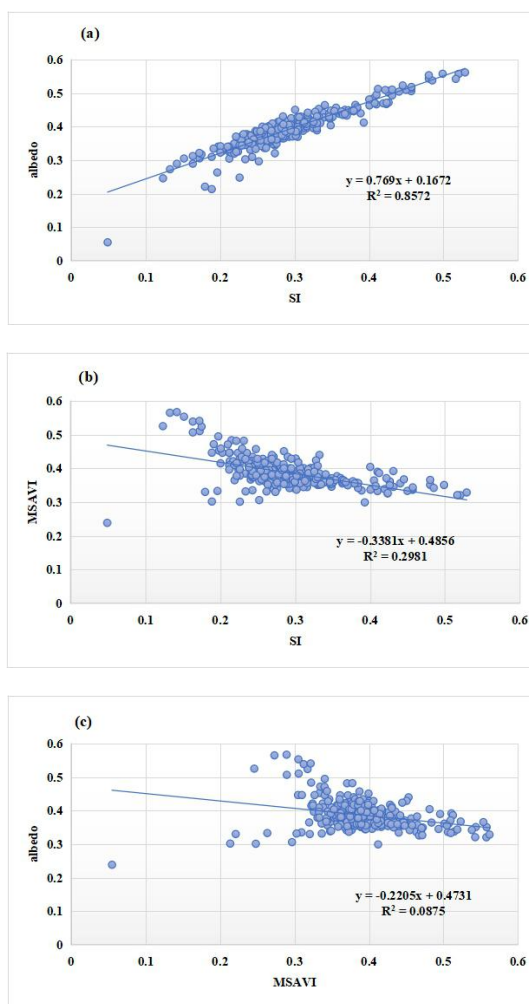 (a)
0.6
0.5
0.4
0.3
0.2
0.1
0
albedo
y = 0.769x + 0.1672
R² = 0.8572
0 0.1 0.2 0.3 0.4 0.5 0.6
SI
(b)
0.6
0.5
0.4
0.3
0.2
0.1
0
MSAVI
y = -0.3381x + 0.4856
R² = 0.2981
0 0.1 0.2 0.3 0.4 0.5 0.6
SI
(c)
0.6
0.5
0.4
0.3
0.2
0.1
0
albedo
y = -0.2205x + 0.4731
R² = 0.0875
0 0.1 0.2 0.3 0.4 0.5 0.6
MSAVI